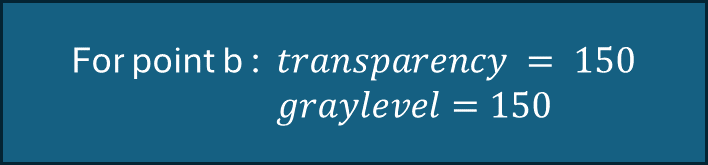 For point b : transparency = 150
graylevel = 150